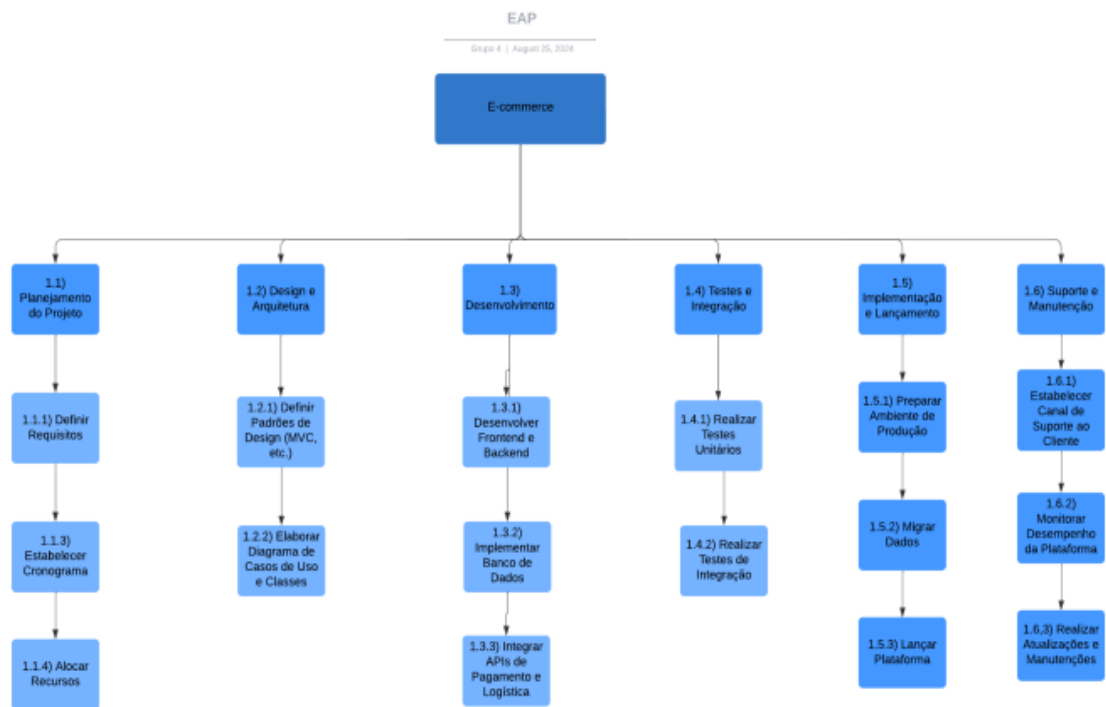 EAP
Grupo 4 | August 25, 2024
E-commerce
1.1)
Planejamento
do Projeto
1.2) Design e
Arquitetura
1.3)
Desenvolvimento
1.4) Testes e
Integração
1.5)
Implementação
e Lançamento
1.6) Suporte e
Manutenção
1.1.1) Definir
Requisitos
1.1.3)
Estabelecer
Cronograma
1.1.4) Alocar
Recursos
1.2.1) Definir
Padrões de
Design (MVC,
etc.)
1.2.2) Elaborar
Diagrama de
Casos de Uso
e Classes
1.3.1)
Desenvolver
Frontend e
Backend
1.3.2)
Implementar
Banco de
Dados
1.3.3) Integrar
APIs de
Pagamento e
Logística
1.4.1) Realizar
Testes
Unitários
1.4.2) Realizar
Testes de
Integração
1.5.1) Preparar
Ambiente de
Produção
1.5.2) Migrar
Dados
1.5.3) Lançar
Plataforma
1.6.1)
Estabelecer
Canal de
Suporte ao
Cliente
1.6.2)
Monitorar
Desempenho
da Plataforma
1.6,3) Realizar
Atualizações e
Manutenções